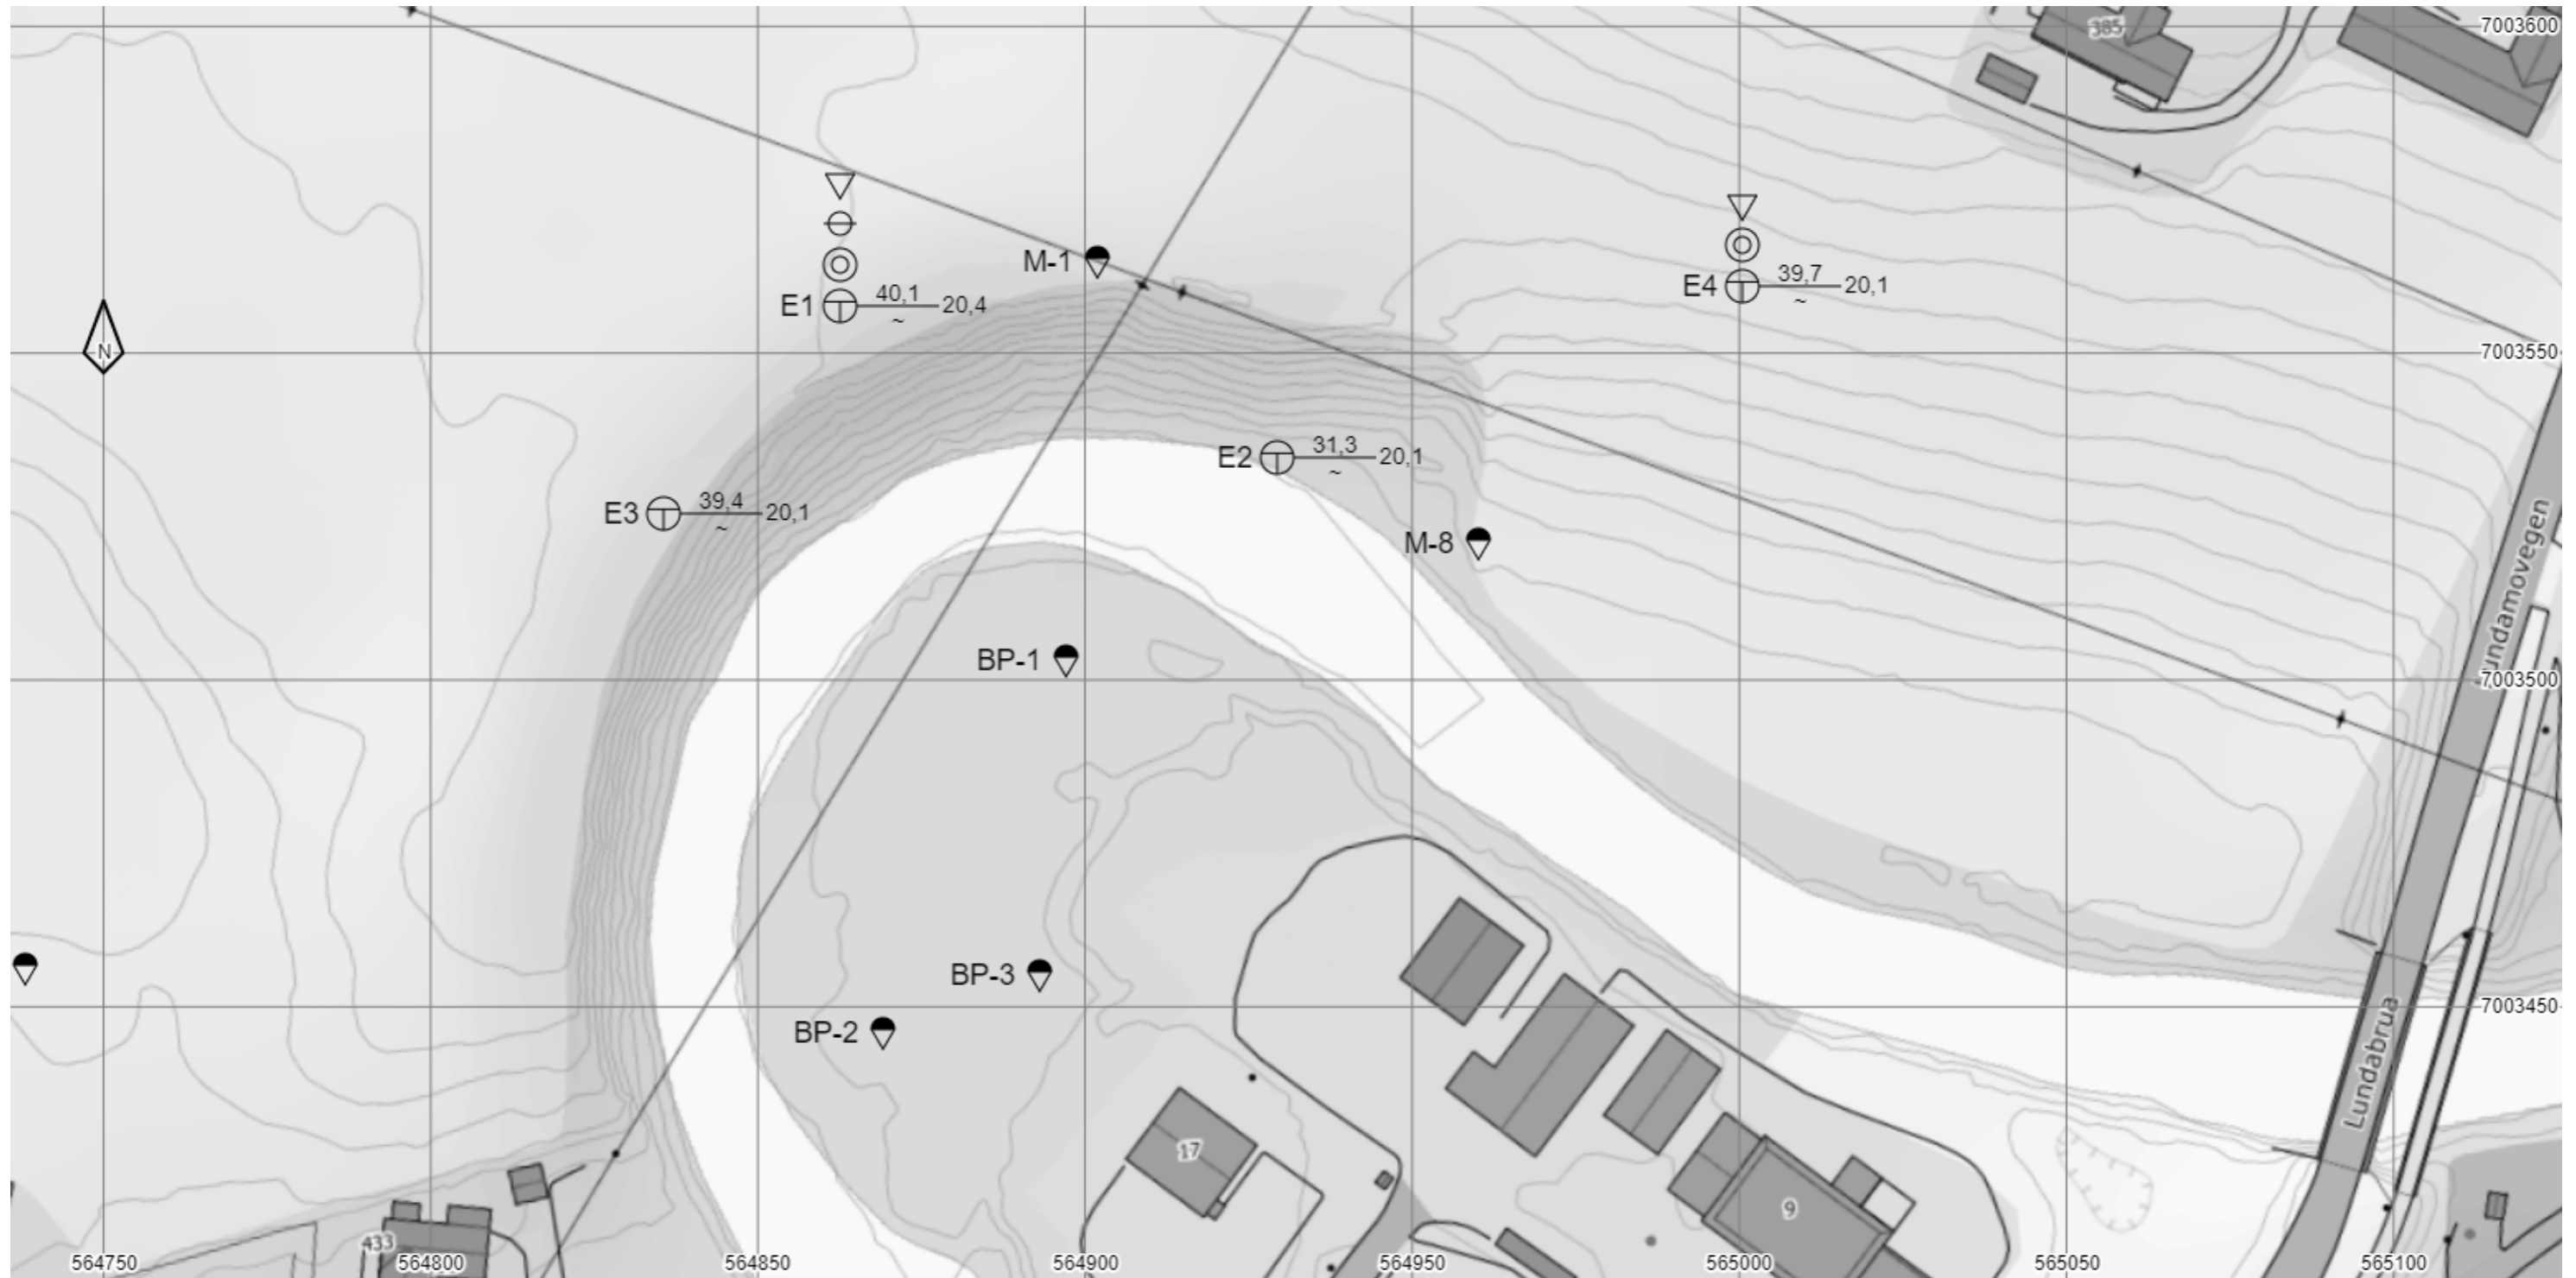 7003600
385
M-1
E1 40,1 20,4
~
E4 39,7 20,1
~
N
7003550
E2 31,3 20,1
~
E3 39,4 20,1
~
M-8
undamovegen
BP-1
7003500
BP-3
7003450
BP-2
Lundabrua
17
9
433
564750 564800 564850 564900 564950 565000 565050 565100